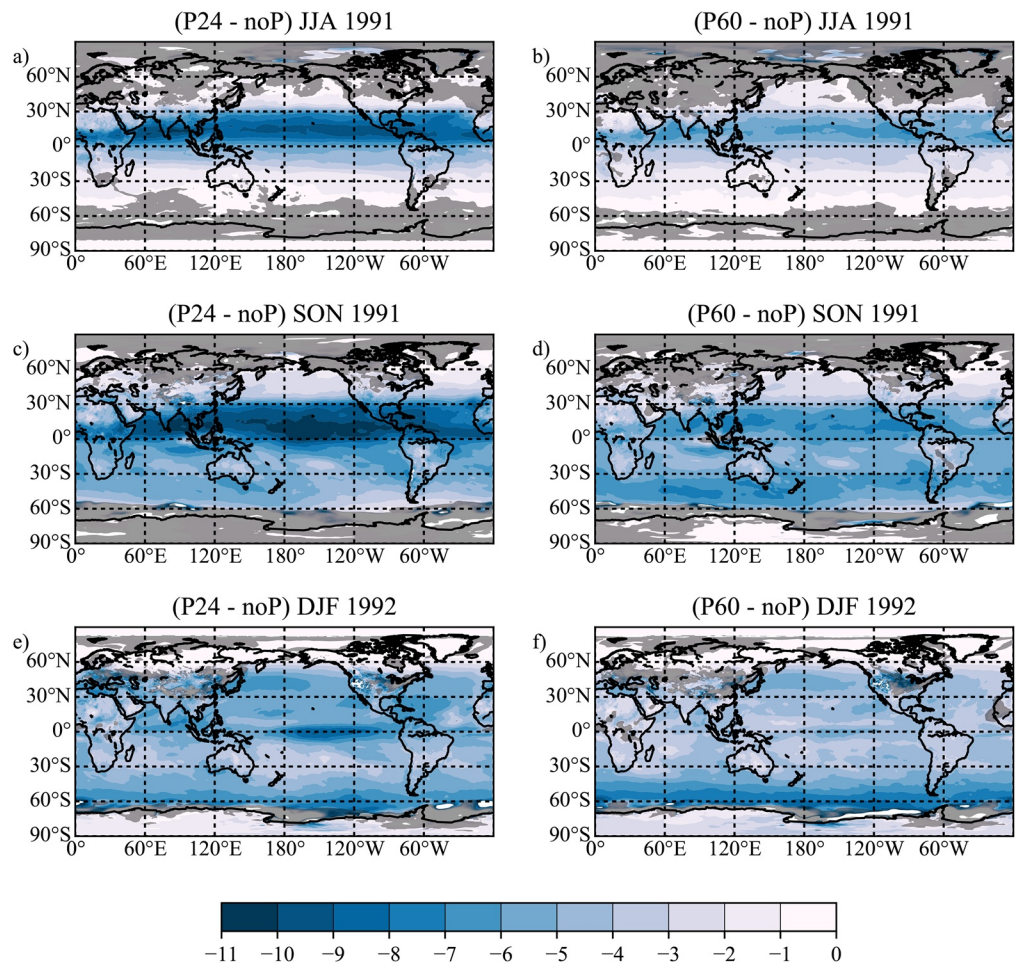 (P24 - noP) JJA 1991
(P60 - noP) JJA 1991
a)
60°N
30°N
0°
30°S
60°S
90°S
0° 60°E 120°E 180° 120°W 60°W
b)
60°N
30°N
0°
30°S
60°S
90°S
0° 60°E 120°E 180° 120°W 60°W
(P24 - noP) SON 1991
(P60 - noP) SON 1991
c)
60°N
30°N
0°
30°S
60°S
90°S
0° 60°E 120°E 180° 120°W 60°W
d)
60°N
30°N
0°
30°S
60°S
90°S
0° 60°E 120°E 180° 120°W 60°W
(P24 - noP) DJF 1992
(P60 - noP) DJF 1992
e)
60°N
30°N
0°
30°S
60°S
90°S
0° 60°E 120°E 180° 120°W 60°W
f)
60°N
30°N
0°
30°S
60°S
90°S
0° 60°E 120°E 180° 120°W 60°W
−11 −10 −9 −8 −7 −6 −5 −4 −3 −2 −1 0